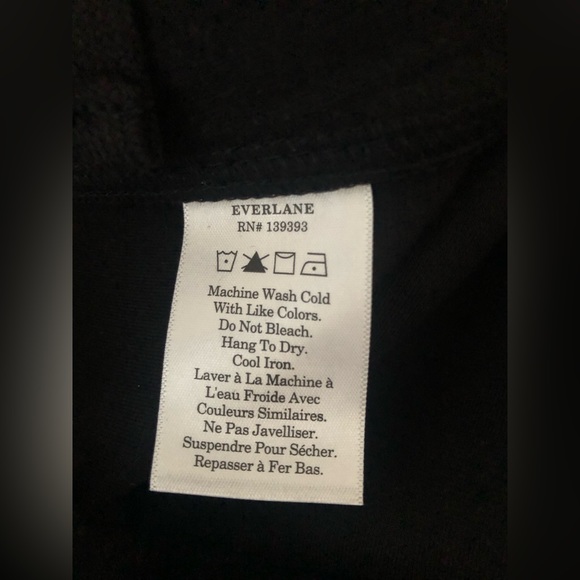 EVERLANE
RN# 139393
Machine Wash Cold
With Like Colors.
Do Not Bleach.
Hang To Dry.
Cool Iron.
Laver à La Machine à
L'eau Froide Avec
Couleurs Similaires.
Ne Pas Javelliser.
Suspendre Pour Sécher.
Repasser à Fer Bas.